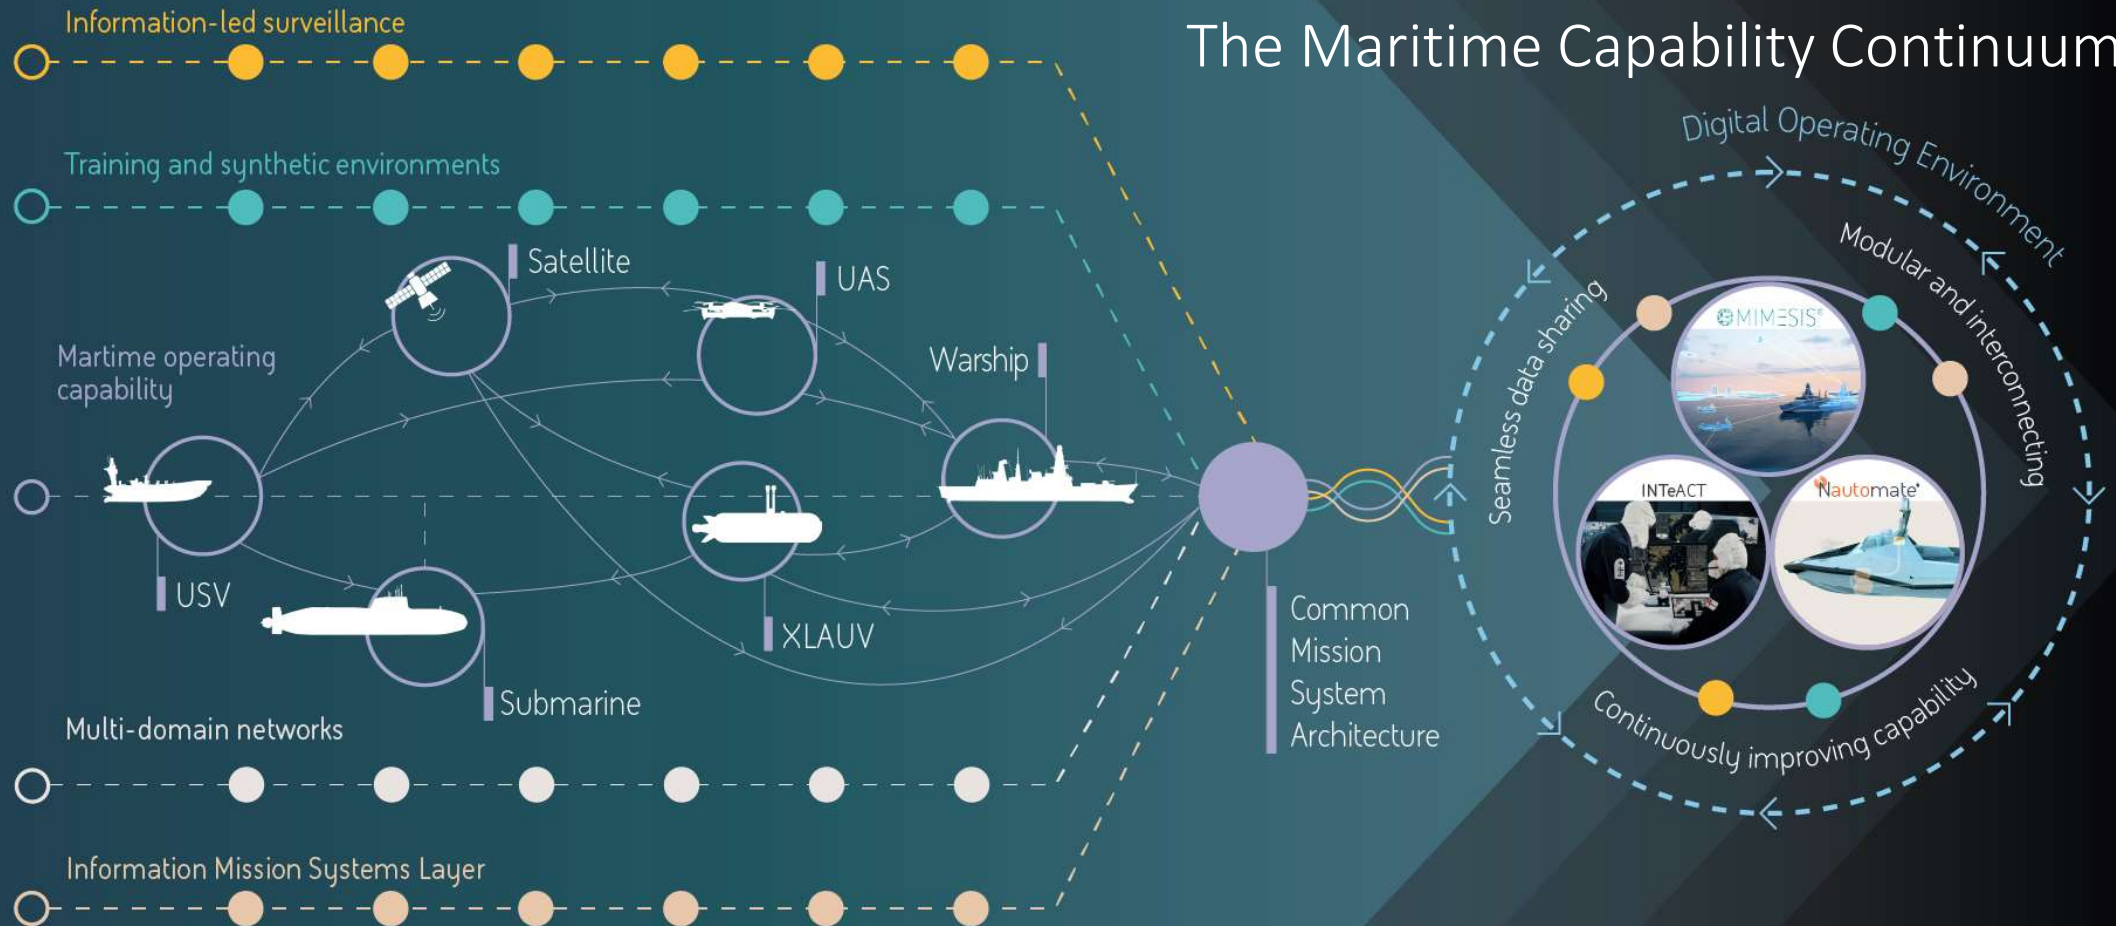 Information-led surveillance
The Maritime Capability Continuum
Training and synthetic environments
Satellite
UAS
Martime operating
capability
Warship
USV
XLAUV
Submarine
Multi-domain networks
Information Mission Systems Layer
Common
Mission
System
Architecture
Digital Operating Environment
Seamless data sharing
Modular and interconnecting
Continuously improving capability
MIMESIS®
INTeACT
Nautomate